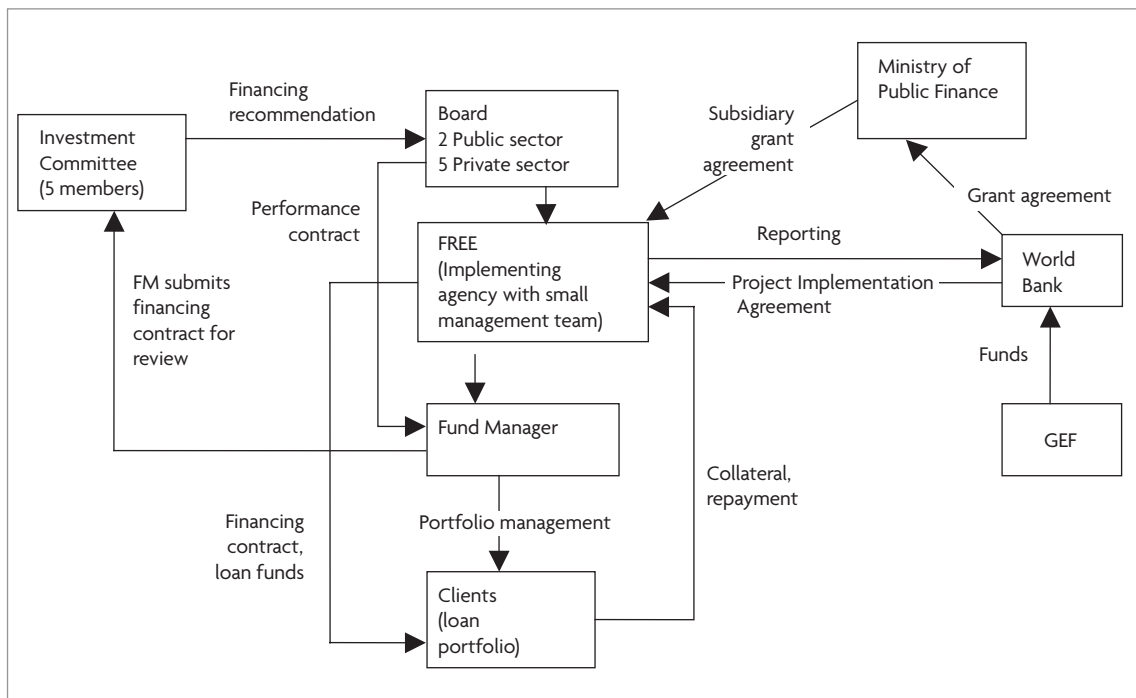 Ministry of
Public Finance
Financing
recommendation
Board
2 Public sector
5 Private sector
Subsidiary
grant
agreement
Investment
Committee
(5 members)
Grant agreement
Performance
contract
FREE
(Implementing
agency with small
management team)
Reporting
World
Bank
Project Implementation
Agreement
FM submits
financing
contract for
review
Funds
Fund Manager
GEF
Collateral,
repayment
Portfolio management
Financing
contract,
loan funds
Clients
(loan
portfolio)